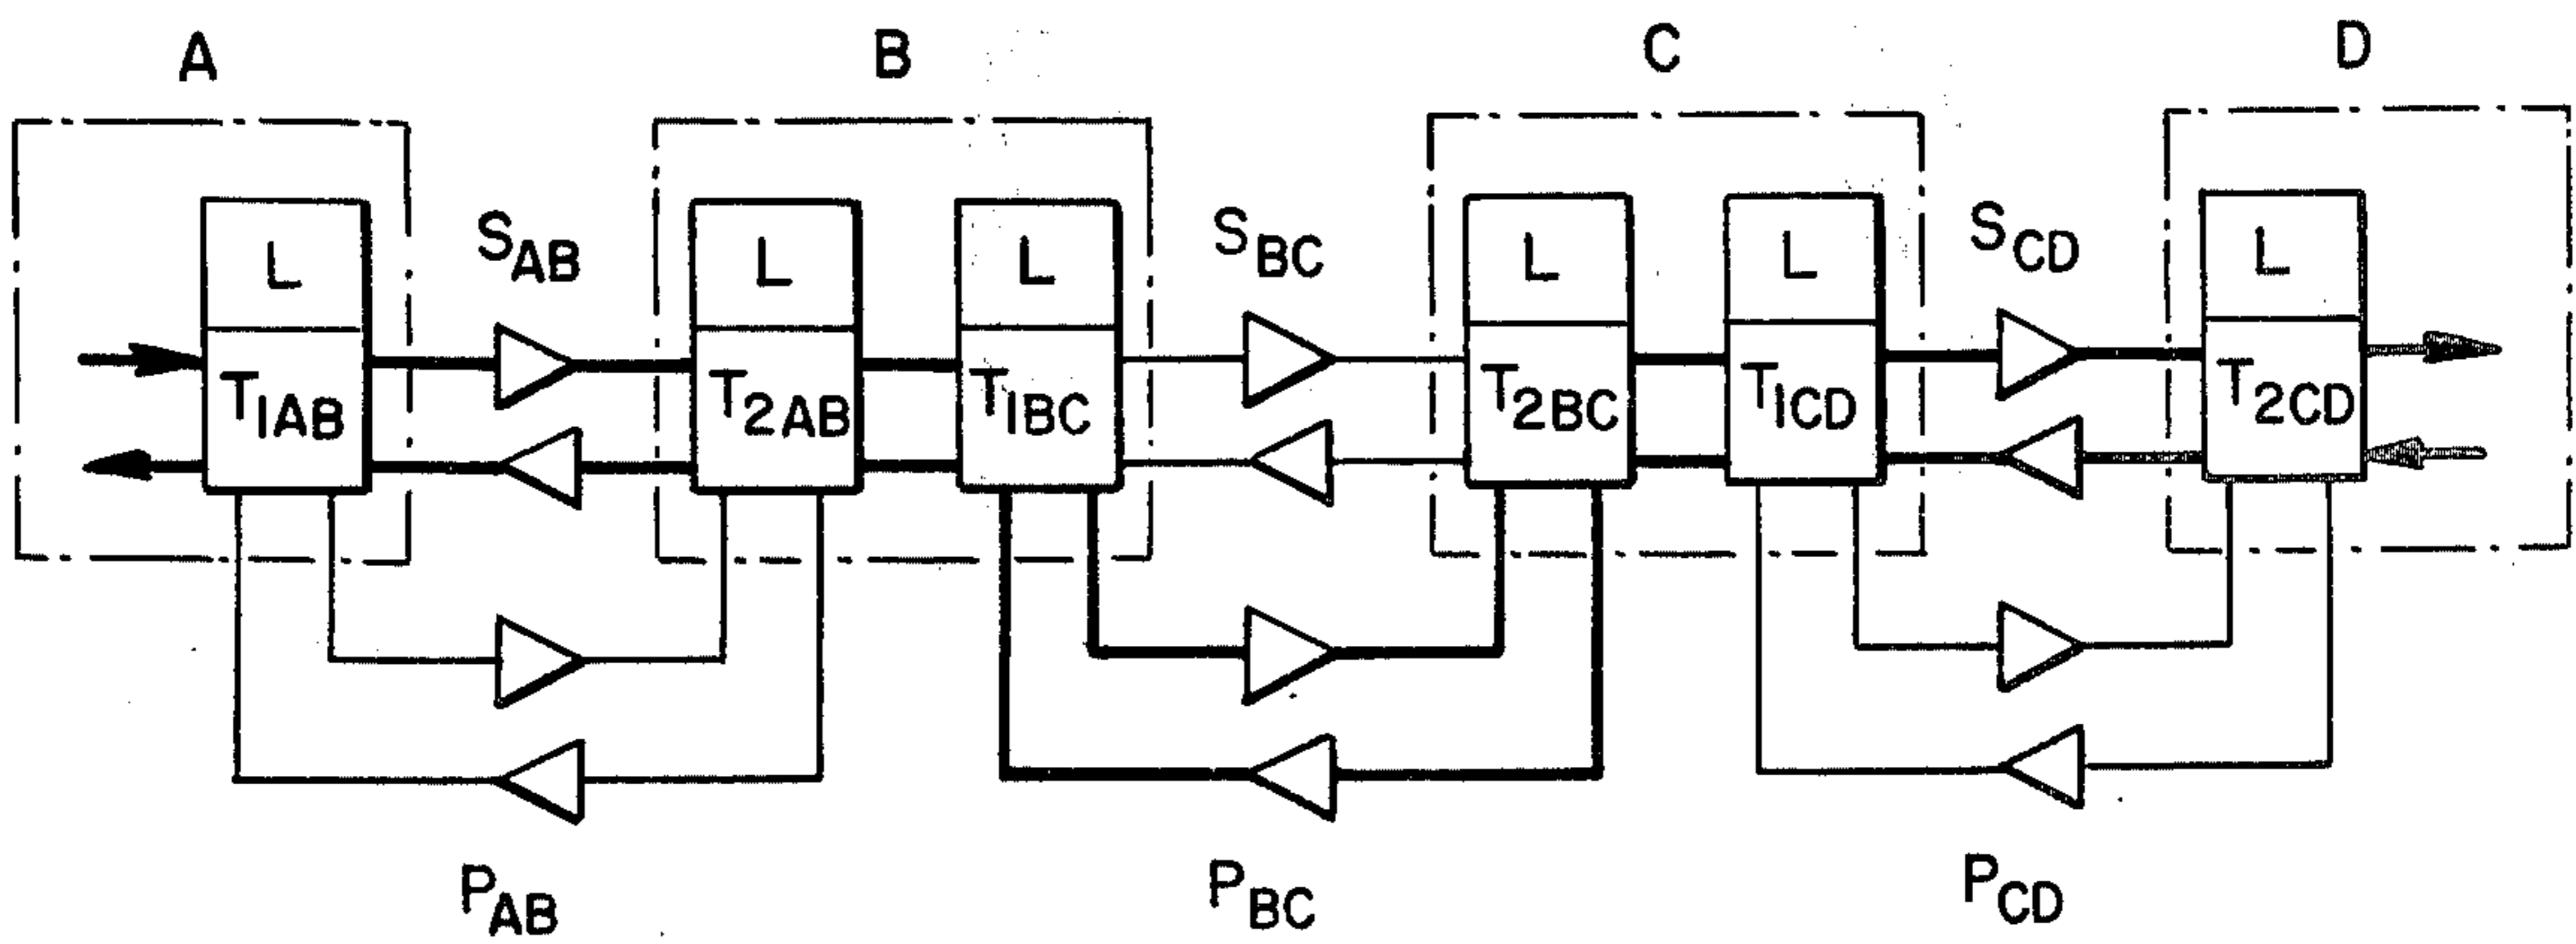 A B C D
L S_AB L L S_BC L L S_CD L
T_1AB T_2AB T_1BC T_2BC T_1CD T_2CD
P_AB P_BC P_CD